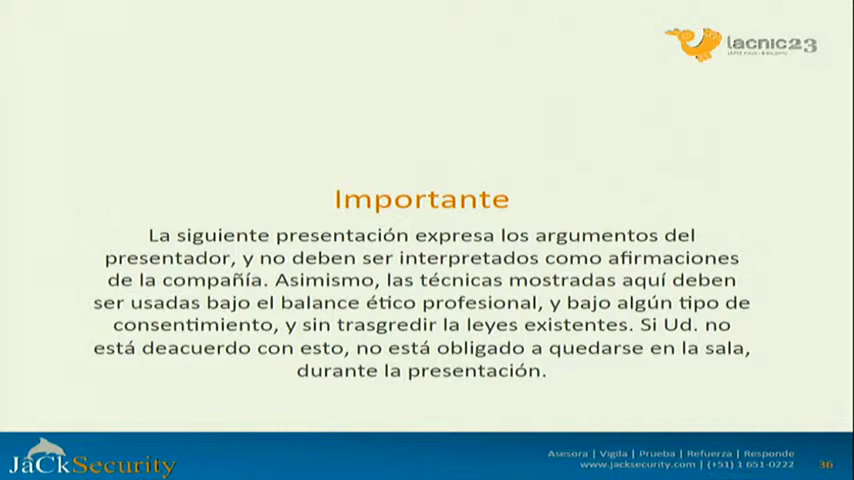 lacnic23
Importante
La siguiente presentación expresa los argumentos del
presentador, y no deben ser interpretados como afirmaciones
de la compañía. Asimismo, las técnicas mostradas aquí deben
ser usadas bajo el balance ético profesional, y bajo algún tipo de
consentimiento, y sin trasgredir la leyes existentes. Si Ud. no
está deacuerdo con esto, no está obligado a quedarse en la sala,
durante la presentación.
JaCkSecurity
Asesora | Vigila | Prueba | Refuerza | Responde
www.jacksecurity.com | (+51) 1 651-0222
36